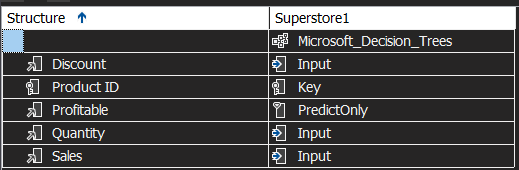 Structure Superstore1
Microsoft_Decision_Trees
Discount Input
Product ID Key
Profitable PredictOnly
Quantity Input
Sales Input